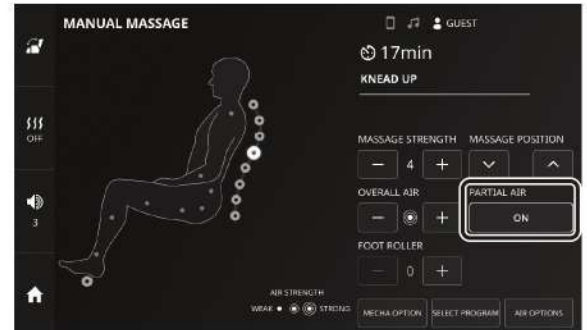 MANUAL MASSAGE
GUEST
17min
KNEAD UP
OFF
3
MASSAGE STRENGTH MASSAGE POSITION
− 4 +
OVERALL AIR PARTIAL AIR
− + ON
FOOT ROLLER
− 0 +
AIR STRENGTH
WEAK STRONG
MECHA OPTION SELECT PROGRAM AIR OPTIONS